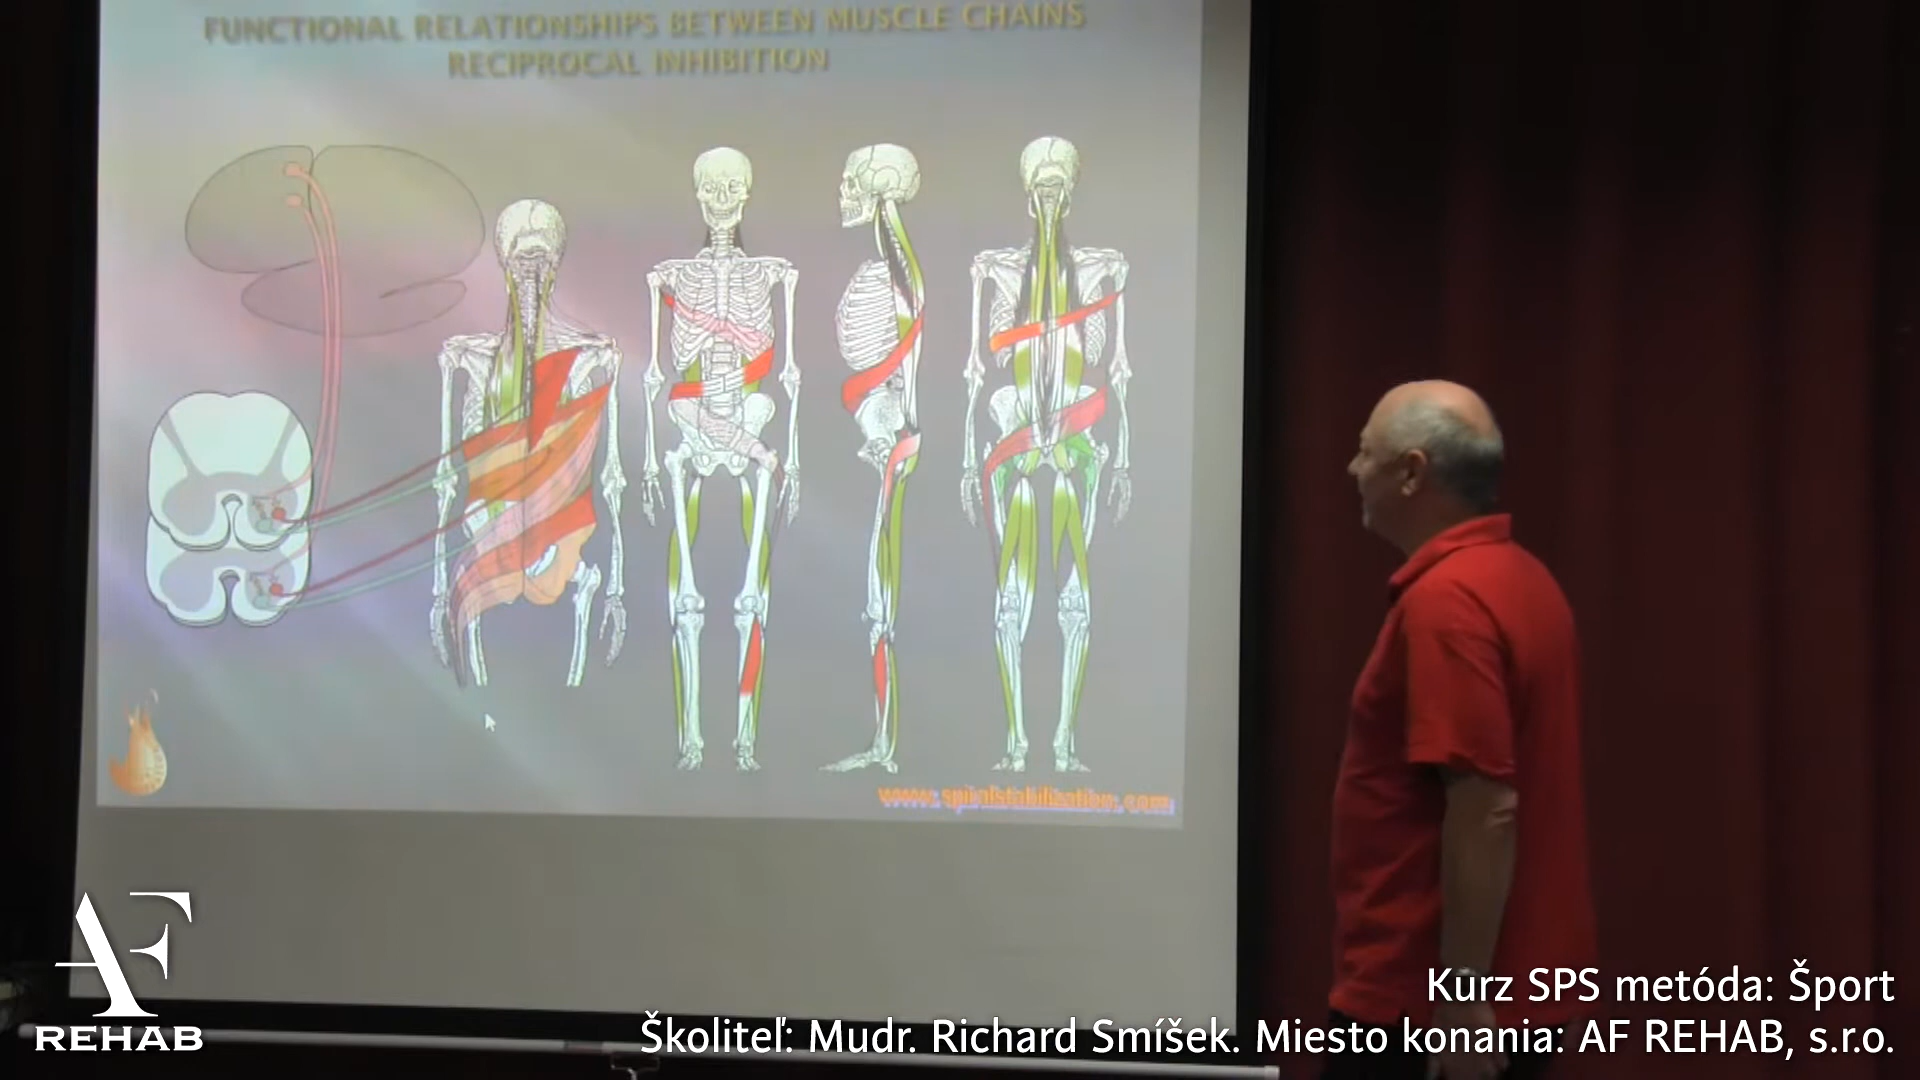 FUNCTIONAL RELATIONSHIPS BETWEEN MUSCLE CHAINS
RECIPROCAL INHIBITION
www.spiralstabilization.com
AF
REHAB
Kurz SPS metóda: Šport
Školiteľ: Mudr. Richard Smíšek. Miesto konania: AF REHAB, s.r.o.